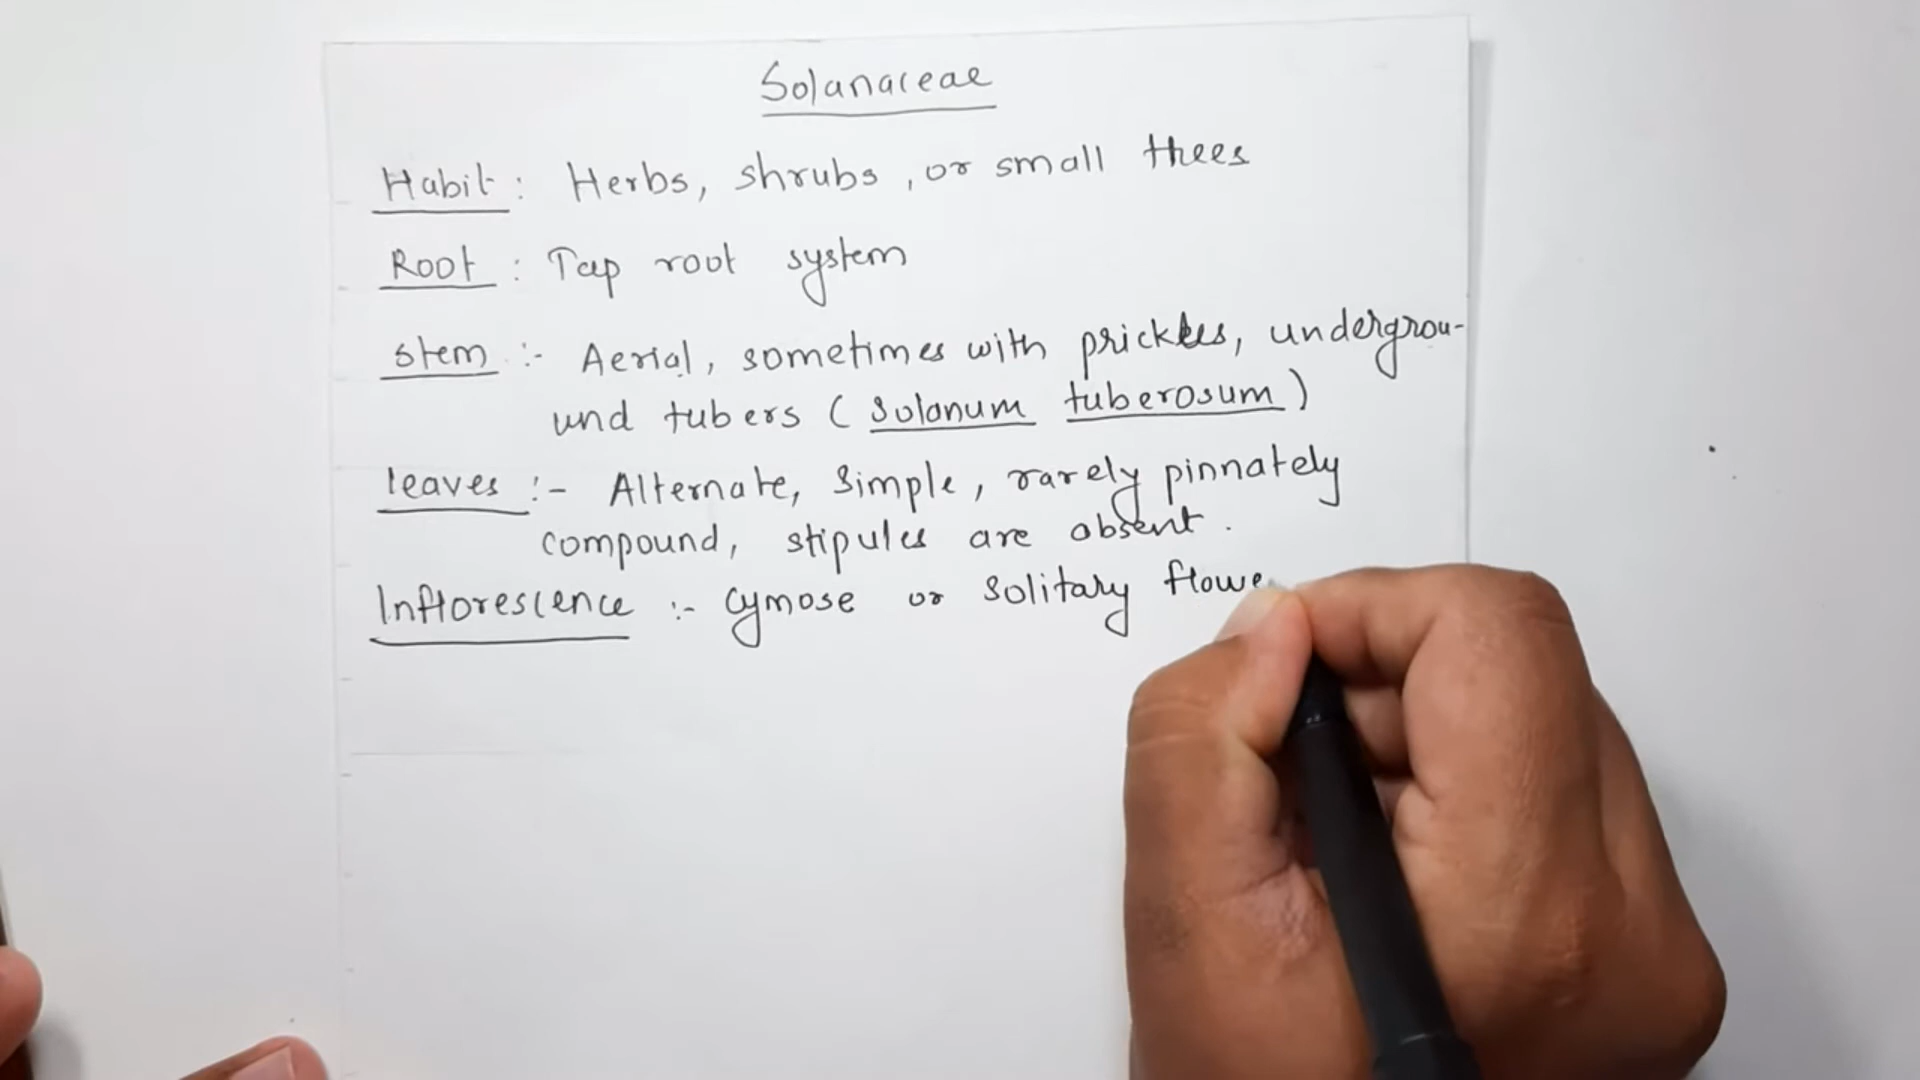 Solanaceae
Habit : Herbs, shrubs, or small trees
Root : Tap root system
Stem :- Aerial, sometimes with prickles, undergrou-
und tubers (Solanum tuberosum)
leaves :- Alternate, Simple, rarely pinnately
compound, stipules are absent.
Inflorescence :- Cymose or Solitary flowe